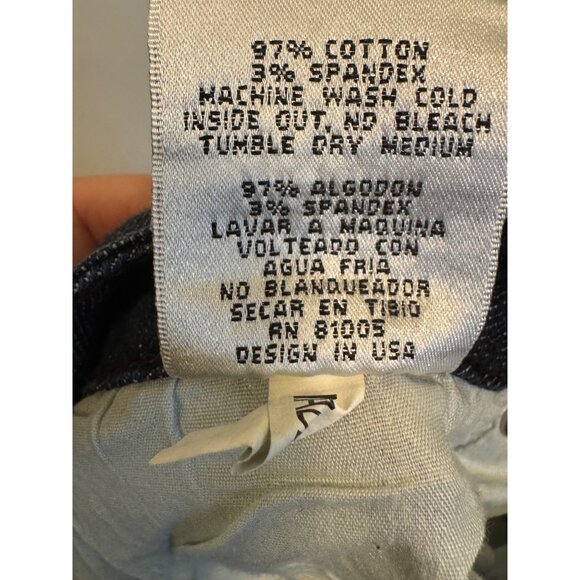 97% COTTON
3% SPANDEX
MACHINE WASH COLD
INSIDE OUT, NO BLEACH
TUMBLE DRY MEDIUM
97% ALGODON
3% SPANDEX
LAVAR A MAQUINA
VOLTEADO CON
AGUA FRIA
NO BLANQUEADOR
SECAR EN TIBIO
RN 81005
DESIGN IN USA